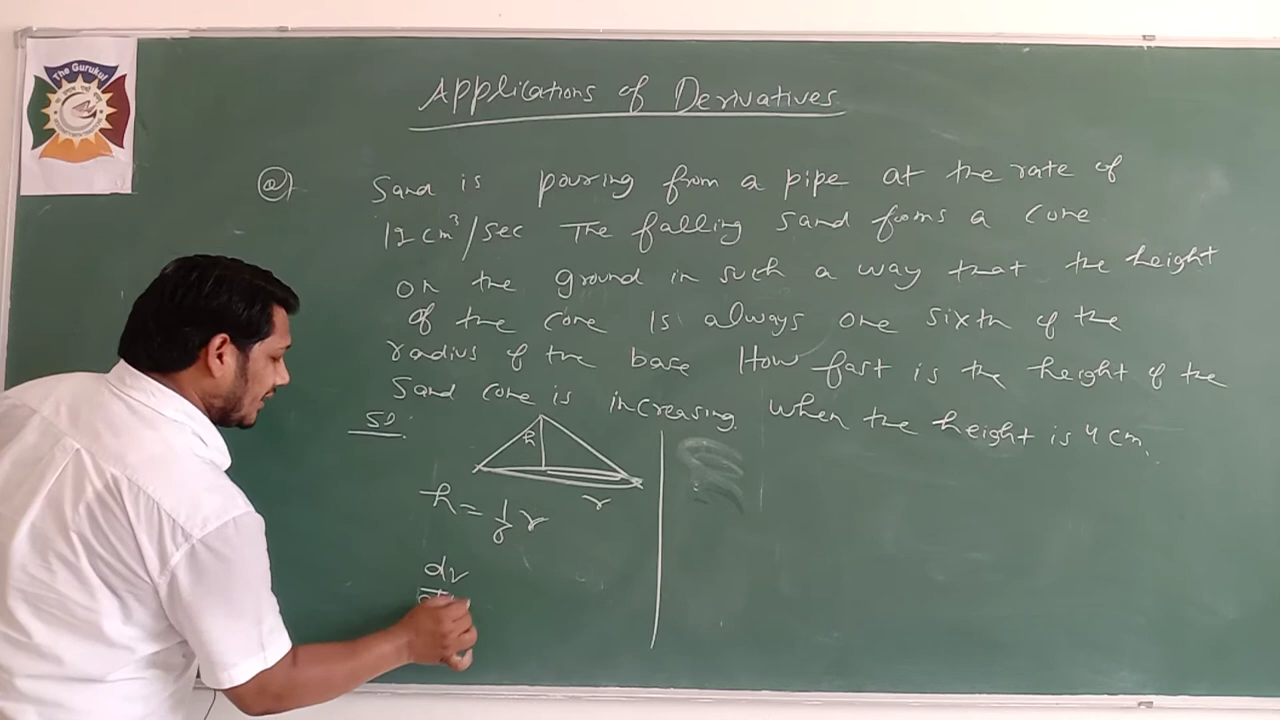 The Gurukul
Applications of Derivatives
Q) Sand is pouring from a pipe at the rate of
12 cm³/sec The falling sand forms a cone
on the ground in such a way that the height
of the cone is always one sixth of the
radius of the base How fast is the height of the
Sand cone is increasing when the height is 4 cm.
Sol:
h
r
h = 1/6 r
dv